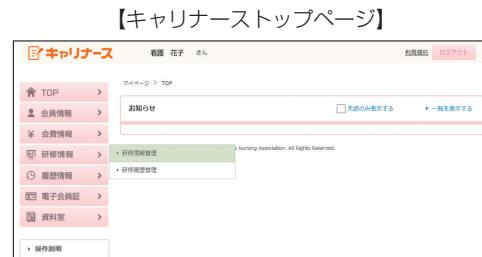 【キャリナーストップページ】
キャリナース
看護 花子 さん
利用規約
ログアウト
マイページ > TOP
TOP >
会員情報 >
会費情報 >
研修情報 >
履歴情報 >
電子会員証 >
資料室 >
操作説明
お知らせ
未読のみ表示する
一覧を表示する
研修情報管理
研修履歴管理
Nursing Association. All Rights Reserved.